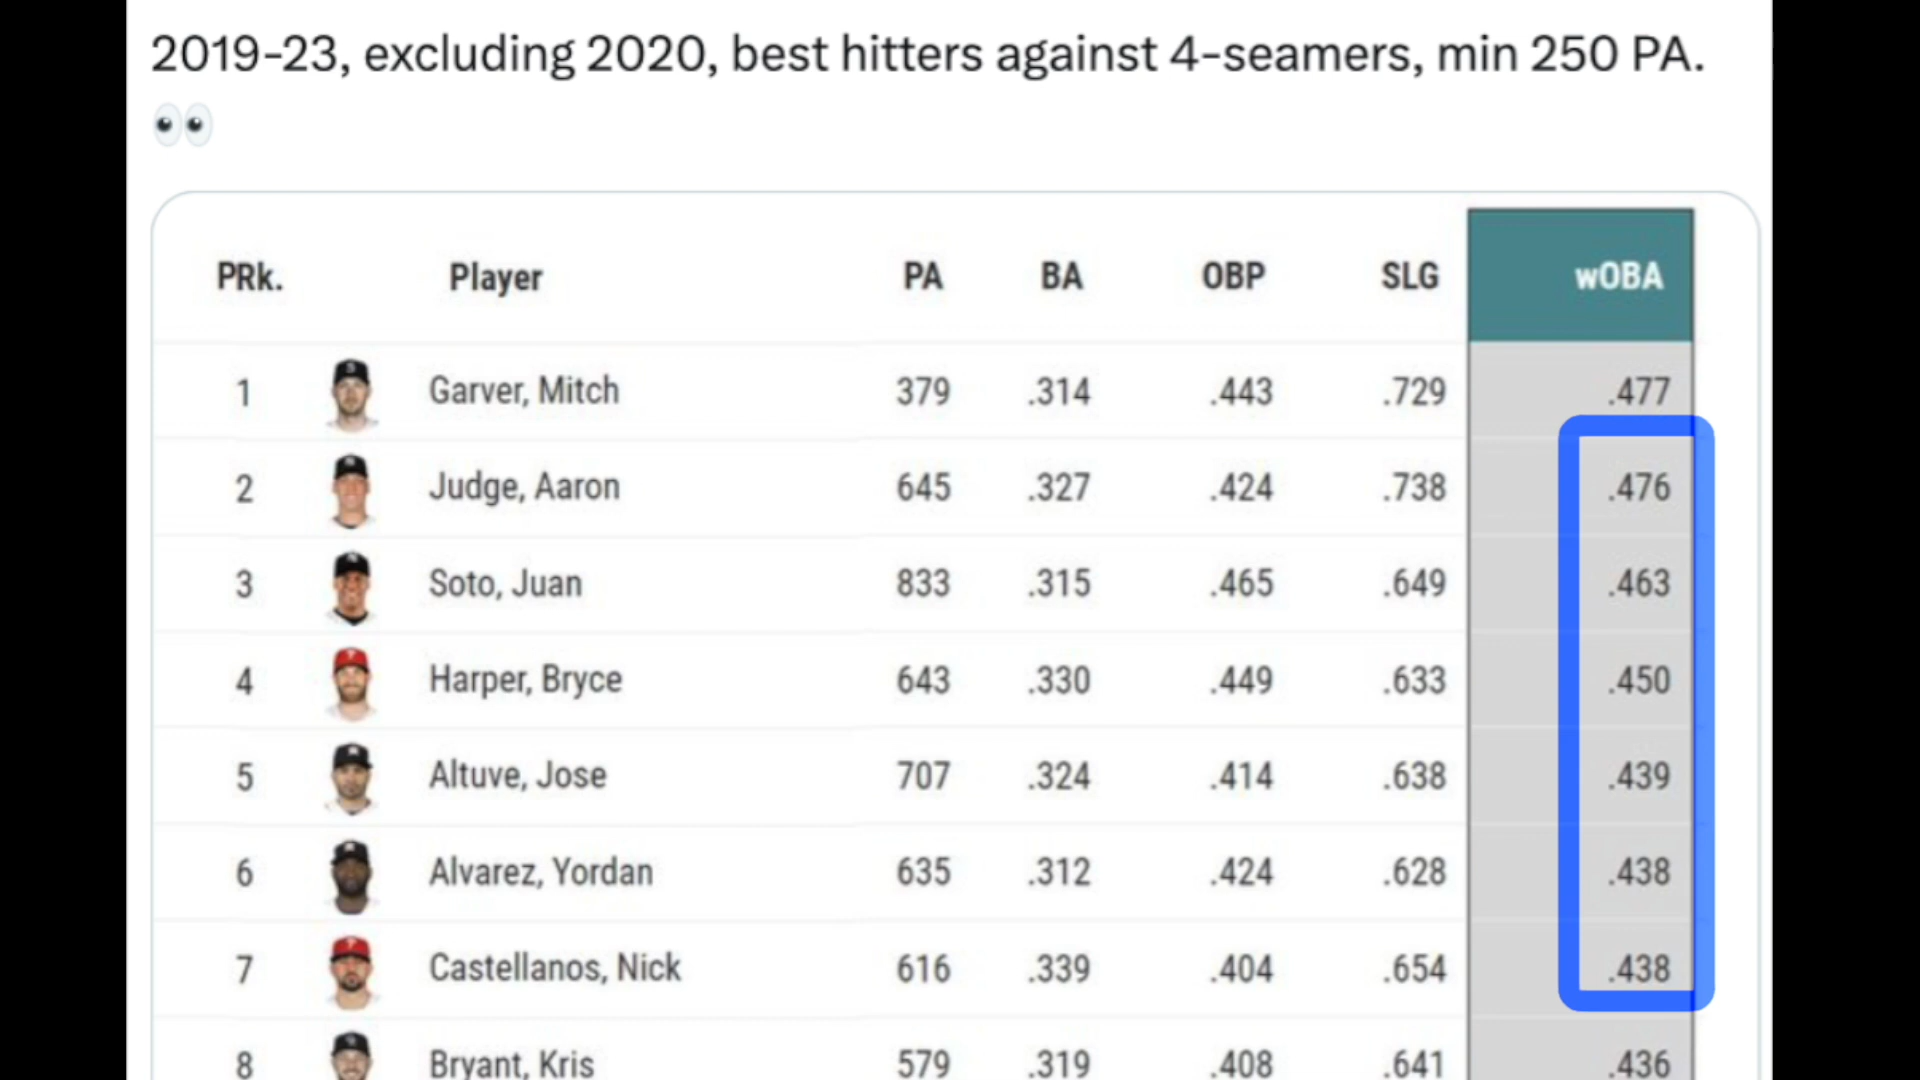 2019-23, excluding 2020, best hitters against 4-seamers, min 250 PA.
PRk. Player PA BA OBP SLG wOBA
1 Garver, Mitch 379 .314 .443 .729 .477
2 Judge, Aaron 645 .327 .424 .738 .476
3 Soto, Juan 833 .315 .465 .649 .463
4 Harper, Bryce 643 .330 .449 .633 .450
5 Altuve, Jose 707 .324 .414 .638 .439
6 Alvarez, Yordan 635 .312 .424 .628 .438
7 Castellanos, Nick 616 .339 .404 .654 .438
8 Bryant, Kris 579 .319 .408 .641 .436